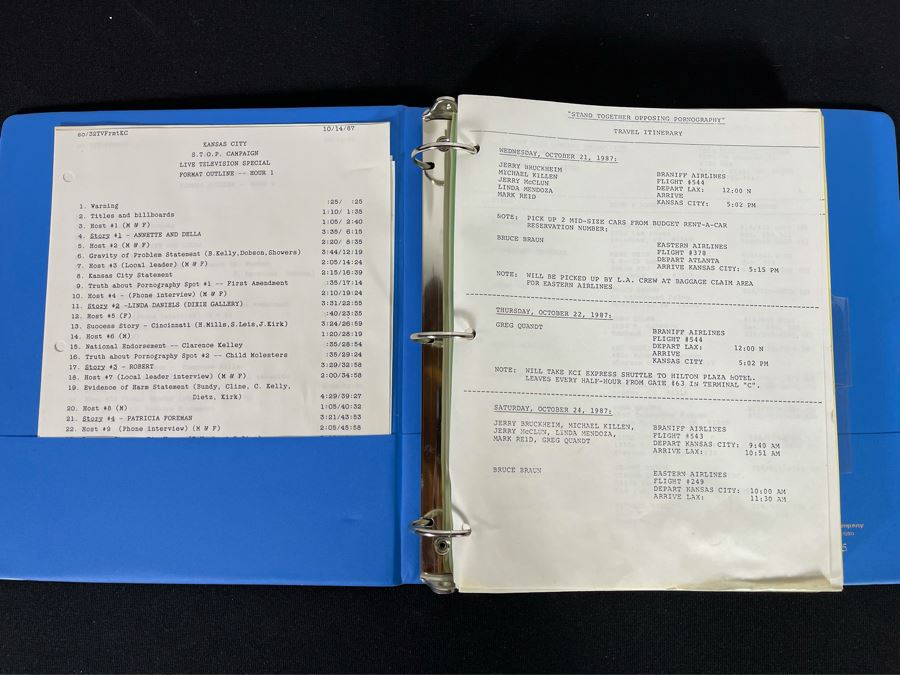 so/32TVFrmtKC 10/14/87
KANSAS CITY
S.T.O.P. CAMPAIGN
LIVE TELEVISION SPECIAL
FORMAT OUTLINE -- HOUR 1
1. Warning :25/ :25
2. Titles and billboards 1:10/ 1:35
3. Host #1 (M & F) 1:05/ 2:40
4. Story #1 - ANNETTE AND DELLA 3:35/ 6:15
5. Host #2 (M & F) 2:20/ 8:35
6. Gravity of Problem Statement (B.Kelly,Dobson,Showers) 3:44/12:19
7. Host #3 (Local leader) (M & F) 2:05/14:24
8. Kansas City Statement 2:15/16:39
9. Truth about Pornography Spot #1 -- First Amendment :35/17:14
10. Host #4 - (Phone interview) (M & F) 2:10/19:24
11. Story #2 -LINDA DANIELS (DIXIE GALLERY) 3:31/22:55
12. Host #5 (F) :40/23:35
13. Success Story - Cincinnati (H.Mills,S.Leis,J.Kirk) 3:24/26:59
14. Host #6 (M) 1:20/28:19
15. National Endorsement -- Clarence Kelley :35/28:54
16. Truth about Pornography Spot #2 -- Child Molesters :35/29:24
17. Story #3 - ROBERT 3:29/32:58
18. Host #7 (Local leader interview) (M & F) 2:00/34:58
19. Evidence of Harm Statement (Bundy, Cline, C. Kelly,
Dietz, Kirk) 4:29/39:27
20. Host #8 (M) 1:05/40:32
21. Story #4 - PATRICIA FOREMAN 3:21/43:53
22. Host #9 (Phone interview) (M & F) 2:05/45:58
"STAND TOGETHER OPPOSING PORNOGRAPHY"
TRAVEL ITINERARY
WEDNESDAY, OCTOBER 21, 1987:
JERRY BRUCKHEIM
MICHAEL KILLEN BRANIFF AIRLINES
JERRY McCLUN FLIGHT #544
LINDA MENDOZA DEPART LAX: 12:00 N
MARK REID ARRIVE
KANSAS CITY: 5:02 PM
NOTE: PICK UP 2 MID-SIZE CARS FROM BUDGET RENT-A-CAR
RESERVATION NUMBER:
BRUCE BRAUN EASTERN AIRLINES
FLIGHT #378
DEPART ATLANTA
ARRIVE KANSAS CITY: 5:15 PM
NOTE: WILL BE PICKED UP BY L.A. CREW AT BAGGAGE CLAIM AREA
FOR EASTERN AIRLINES
THURSDAY, OCTOBER 22, 1987:
GREG QUANDT BRANIFF AIRLINES
FLIGHT #544
DEPART LAX: 12:00 N
ARRIVE
KANSAS CITY 5:02 PM
NOTE: WILL TAKE KCI EXPRESS SHUTTLE TO HILTON PLAZA HOTEL.
LEAVES EVERY HALF-HOUR FROM GATE #63 IN TERMINAL "C".
SATURDAY, OCTOBER 24, 1987:
JERRY BRUCKHEIM, MICHAEL KILLEN, BRANIFF AIRLINES
JERRY McCLUN, LINDA MENDOZA, FLIGHT #543
MARK REID, GREG QUANDT DEPART KANSAS CITY: 9:40 AM
ARRIVE LAX: 10:51 AM
BRUCE BRAUN EASTERN AIRLINES
FLIGHT #249
DEPART KANSAS CITY: 10:00 AM
ARRIVE LAX: 11:30 AM